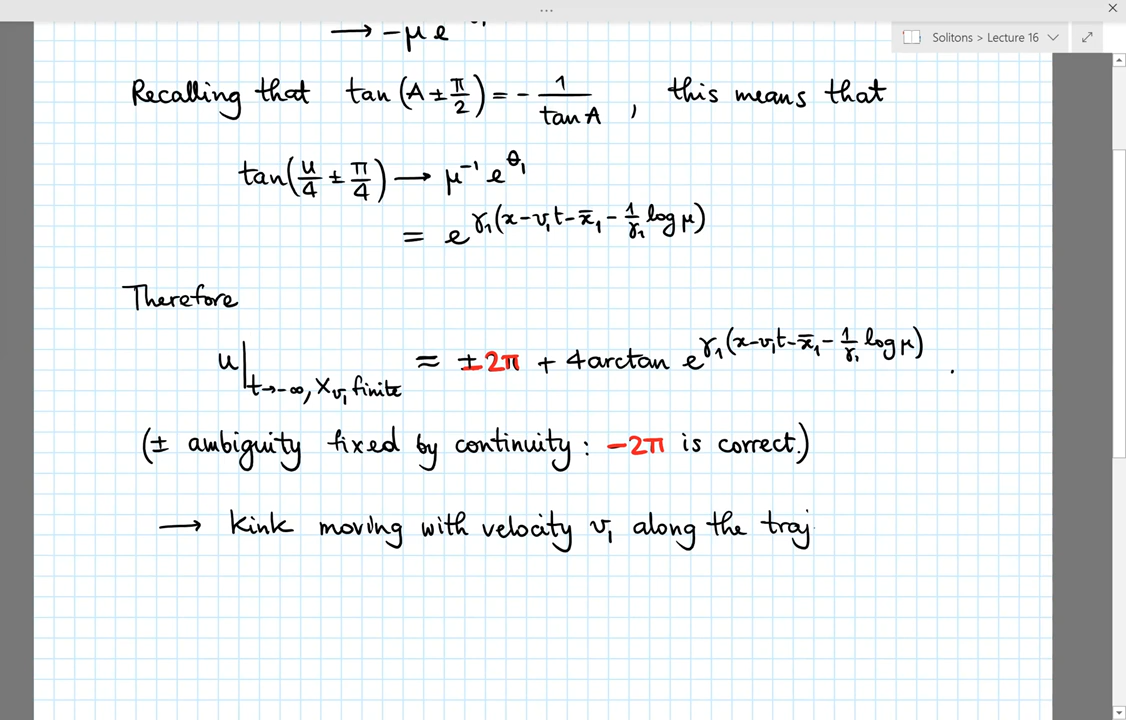 ...
Solitons > Lecture 16
⟶ -μ e
Recalling that tan(A ± π/2) = - 1/tan A , this means that
tan(u/4 ± π/4) ⟶ μ⁻¹ e^θ₁
= e^γ₁(x-v₁t-x̄₁-1/γ₁ log μ)
Therefore
u|t→-∞, X_v₁ finite ≈ ±2π + 4 arctan e^γ₁(x-v₁t-x̄₁-1/γ₁ log μ) .
(± ambiguity fixed by continuity: -2π is correct.)
⟶ Kink moving with velocity v₁ along the traj